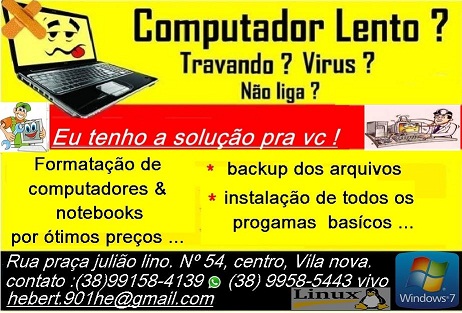 Computador Lento ?
Travando ? Virus ?
Não liga ?
Eu tenho a solução pra vc !
Formatação de
computadores &
notebooks
por ótimos preços ...
* backup dos arquivos
* instalação de todos os
progamas basícos ...
Rua praça julião lino. Nº 54, centro, Vila nova.
contato :(38)99158-4139 (38) 9958-5443 vivo
hebert.901he@gmail.com
Linux
Windows 7